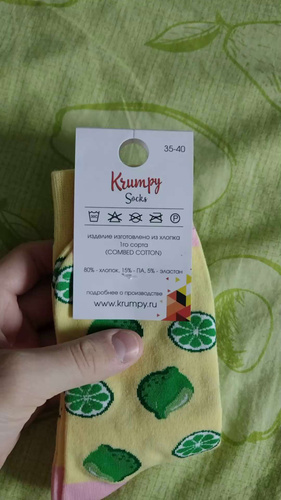 35-40
Krumpy
Socks
P
изделие изготовлено из хлопка
1го сорта
(COMBED COTTON)
80% - хлопок, 15% - ПА, 5% - эластан
подробнее о производстве
www.krumpy.ru